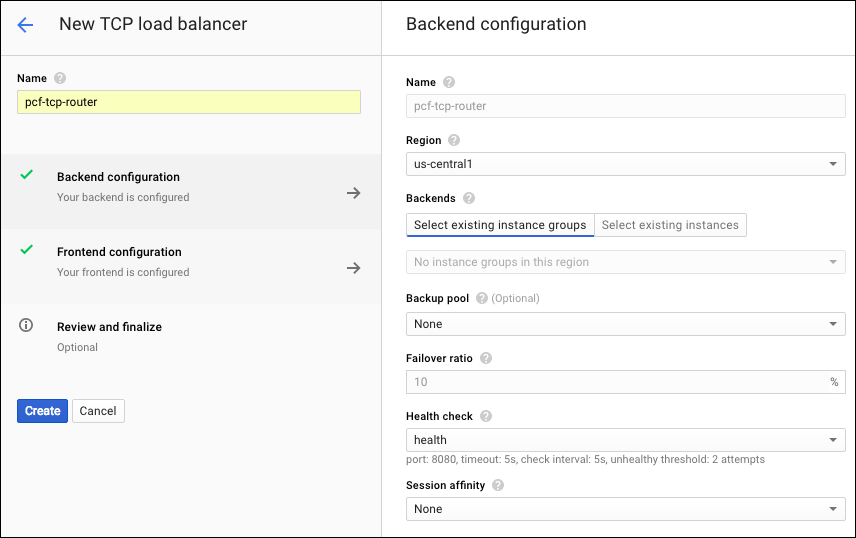 New TCP load balancer
Name
pcf-tcp-router
Backend configuration
Your backend is configured
Frontend configuration
Your frontend is configured
Review and finalize
Optional
Create Cancel
Backend configuration
Name
pcf-tcp-router
Region
us-central1
Backends
Select existing instance groups Select existing instances
No instance groups in this region
Backup pool (Optional)
None
Failover ratio
10 %
Health check
health
port: 8080, timeout: 5s, check interval: 5s, unhealthy threshold: 2 attempts
Session affinity
None